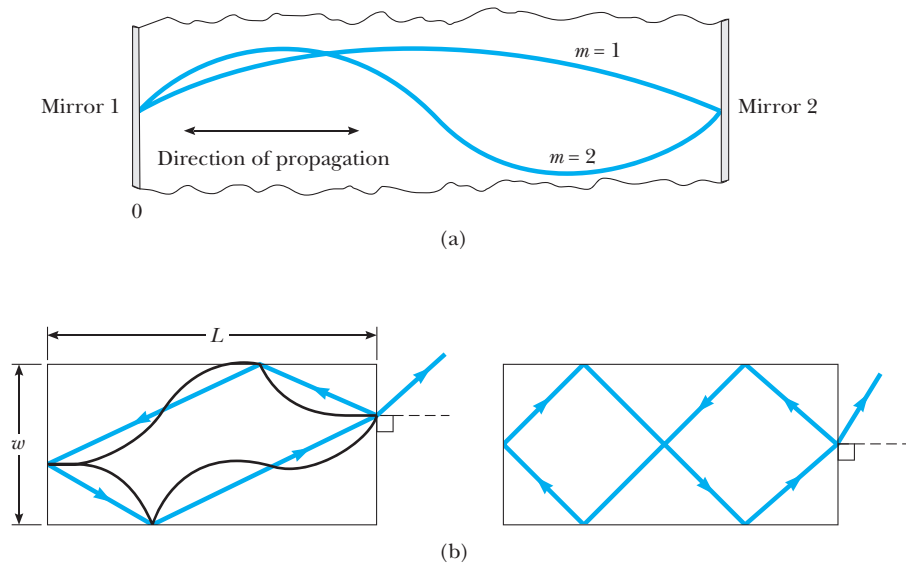 m = 1
Mirror 1
Mirror 2
Direction of propagation
m = 2
0
(a)
L
w
(b)